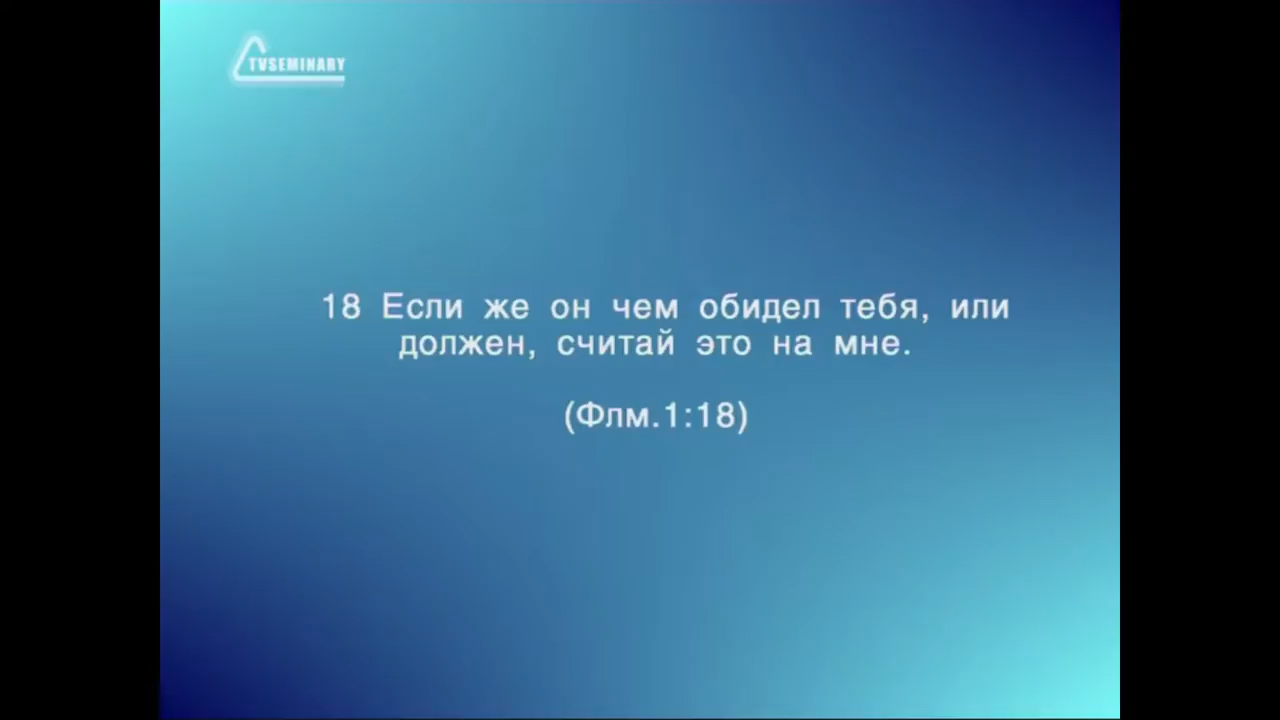 TVSEMINARY
18 Если же он чем обидел тебя, или
должен, считай это на мне.
(Флм.1:18)